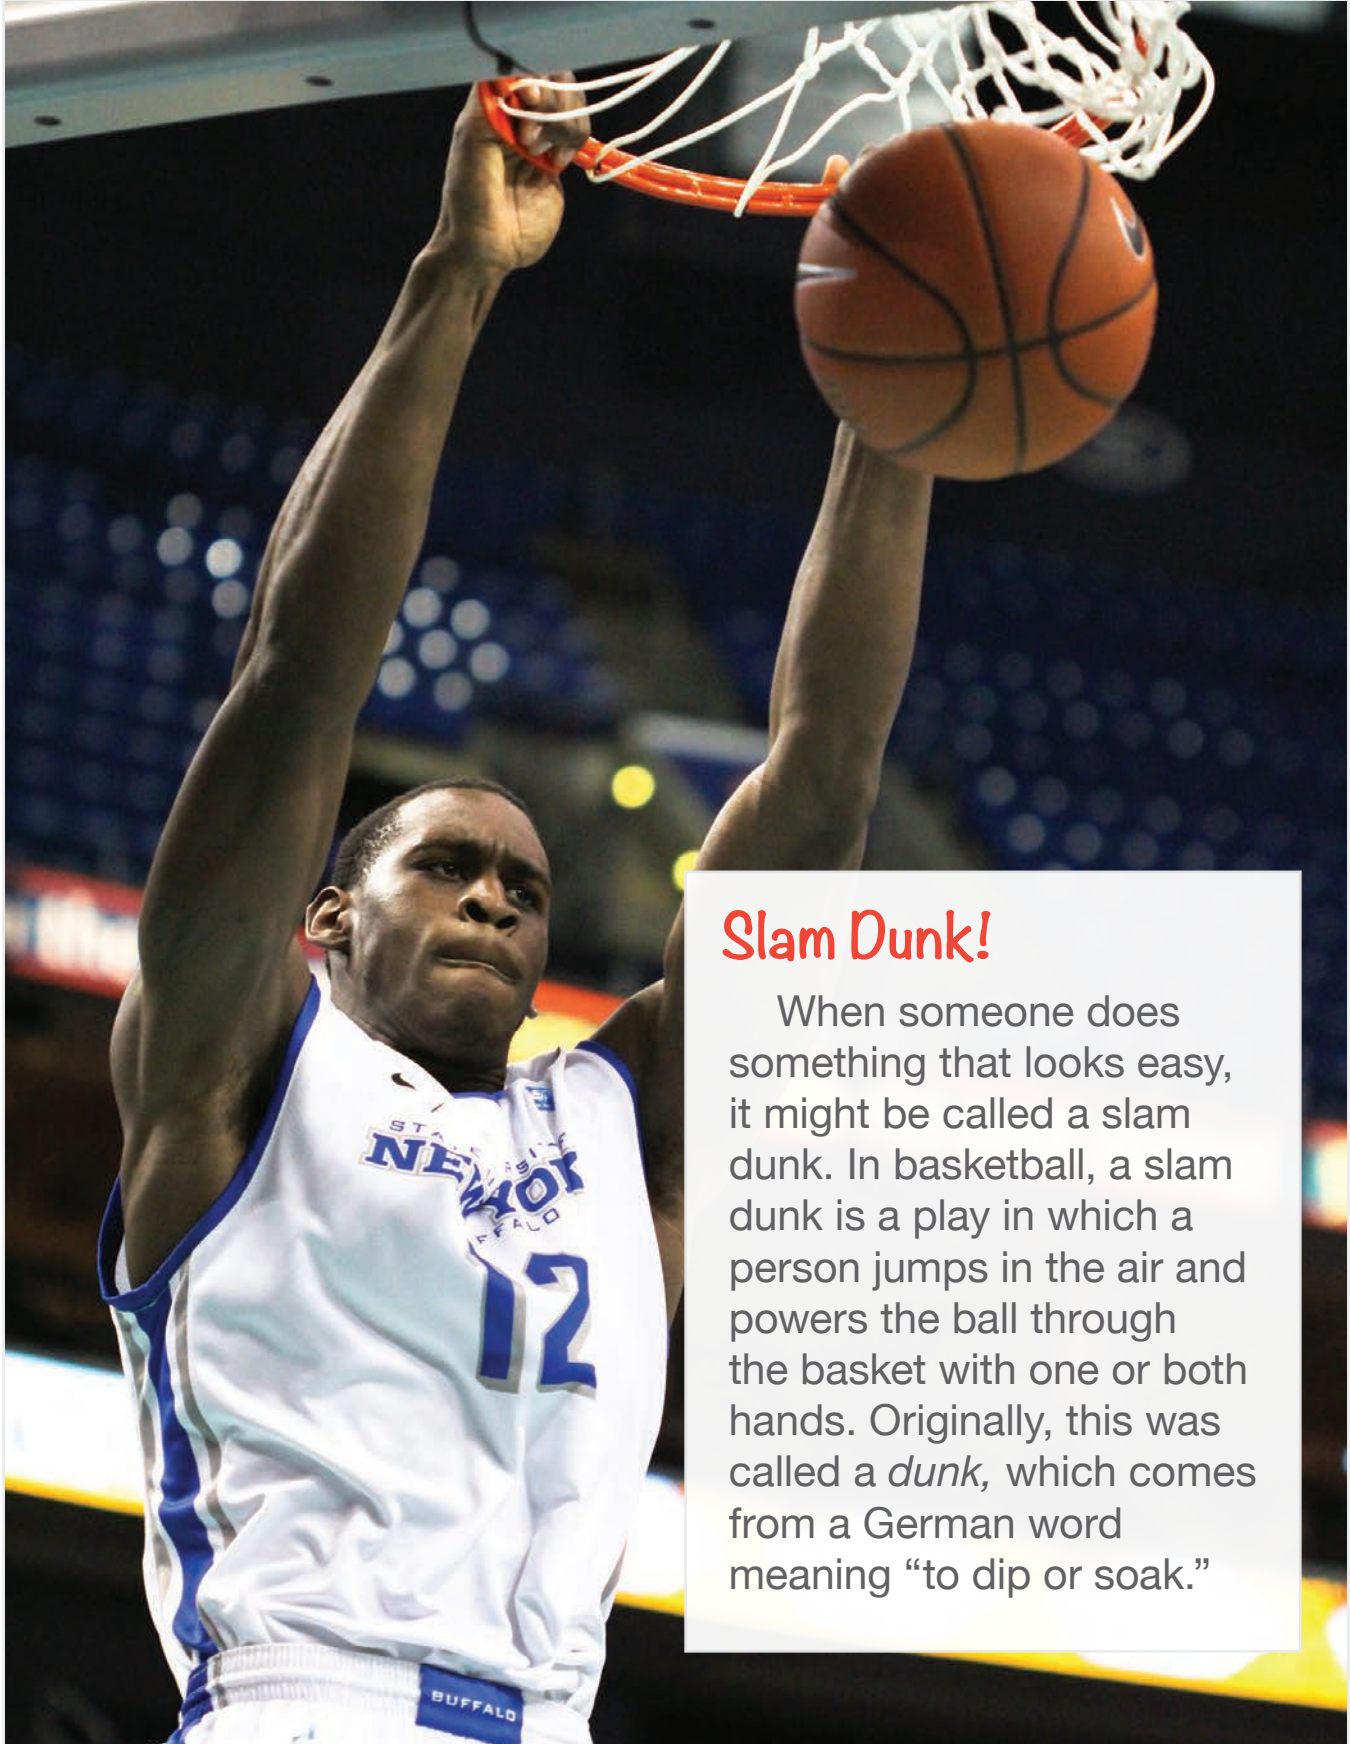 NEW YORK
12
Slam Dunk!
When someone does
something that looks easy,
it might be called a slam
dunk. In basketball, a slam
dunk is a play in which a
person jumps in the air and
powers the ball through
the basket with one or both
hands. Originally, this was
called a dunk, which comes
from a German word
meaning “to dip or soak.”
BUFFALO